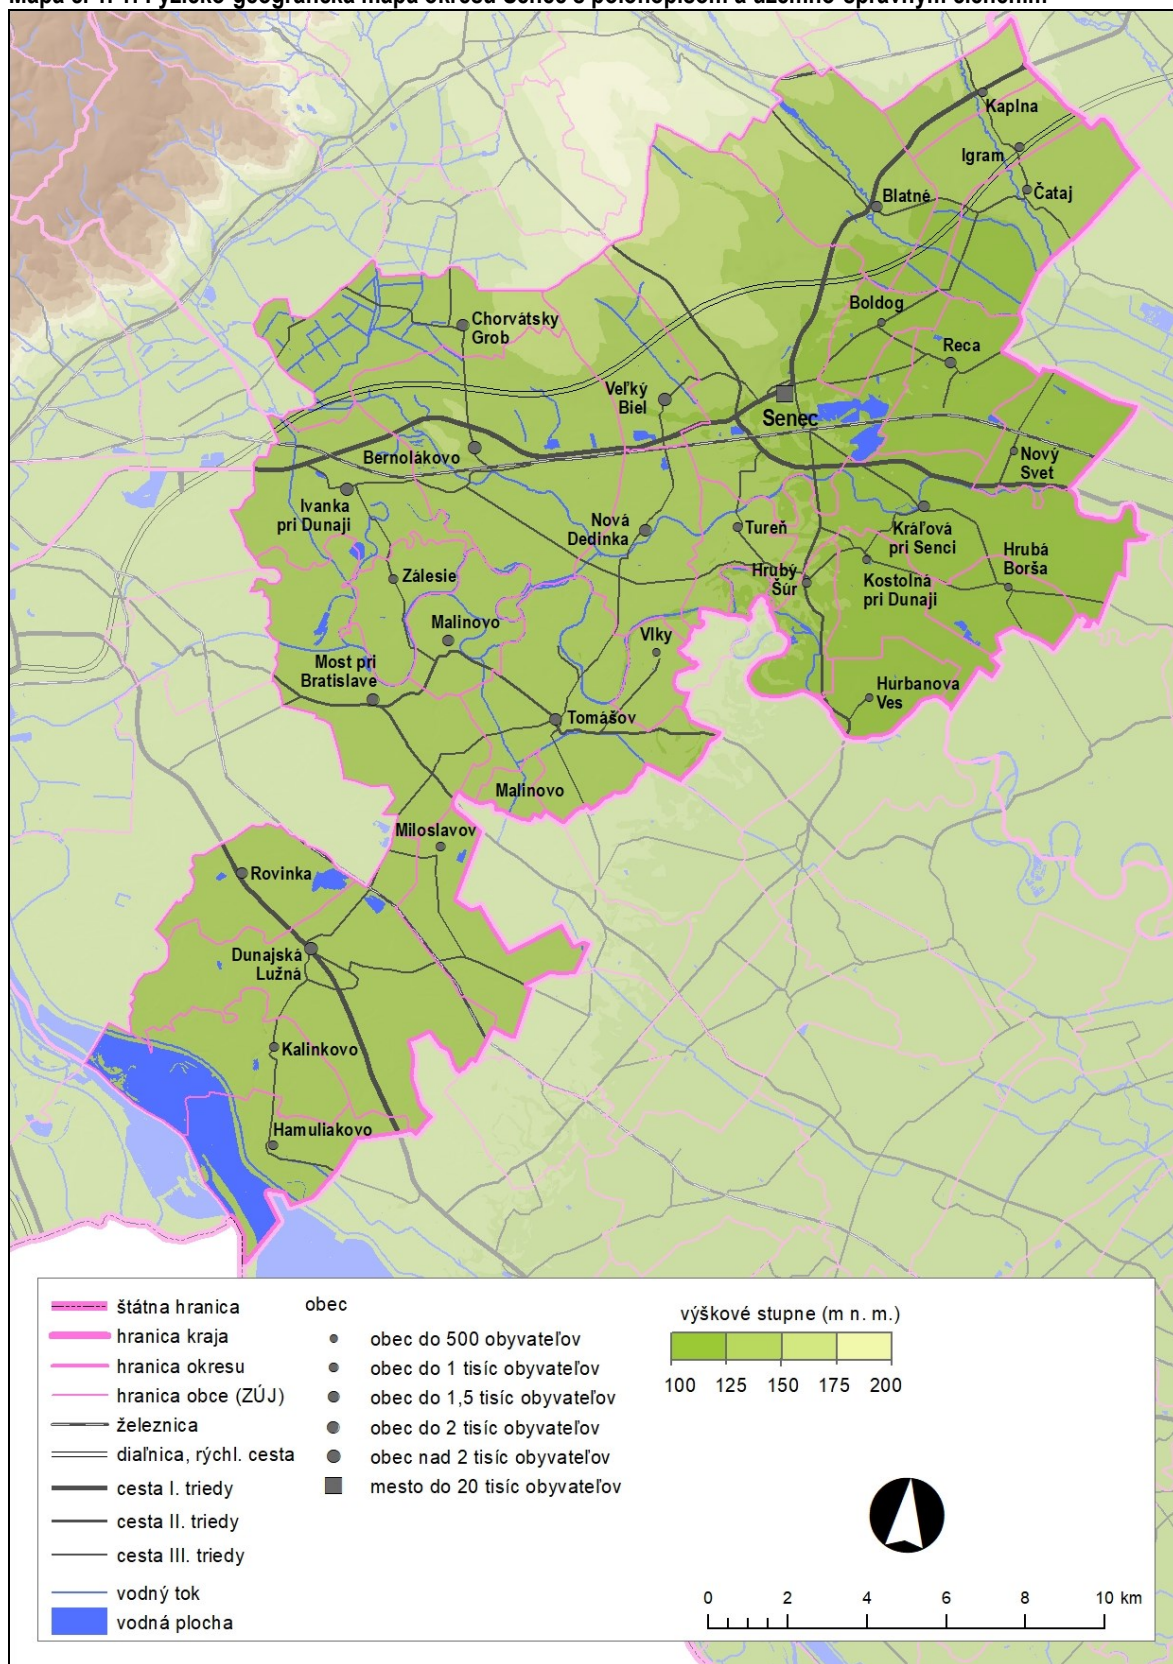 Kaplna
Igram
Čataj
Blatné
Boldog
Reca
Chorvátsky
Grob
Veľký
Biel
Senec
Bernolákovo
Nový
Svet
Ivanka
pri Dunaji
Nová
Dedinka
Tureň
Kráľová
pri Senci
Hrubá
Borša
Hrubý
Šúr
Kostolná
pri Dunaji
Zálesie
Malinovo
Vlky
Most pri
Bratislave
Hurbanova
Ves
Tomášov
Malinovo
Miloslavov
Rovinka
Dunajská
Lužná
Kalinkovo
Hamuliakovo
štátna hranica
hranica kraja
hranica okresu
hranica obce (ZÚJ)
železnica
diaľnica, rýchl. cesta
cesta I. triedy
cesta II. triedy
cesta III. triedy
vodný tok
vodná plocha
obec
obec do 500 obyvateľov
obec do 1 tisíc obyvateľov
obec do 1,5 tisíc obyvateľov
obec do 2 tisíc obyvateľov
obec nad 2 tisíc obyvateľov
mesto do 20 tisíc obyvateľov
výškové stupne (m n. m.)
100 125 150 175 200
0 2 4 6 8 10 km